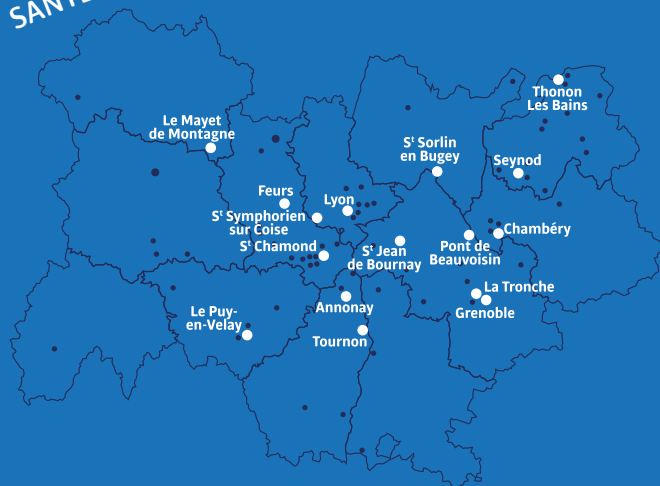 Thonon
Les Bains
Le Mayet
de Montagne
Sᵗ Sorlin
en Bugey
Seynod
Feurs
Lyon
Sᵗ Symphorien
sur Coise
Chambéry
Sᵗ Chamond
Sᵗ Jean
de Bournay
Pont de
Beauvoisin
La Tronche
Grenoble
Annonay
Le Puy-
en-Velay
Tournon